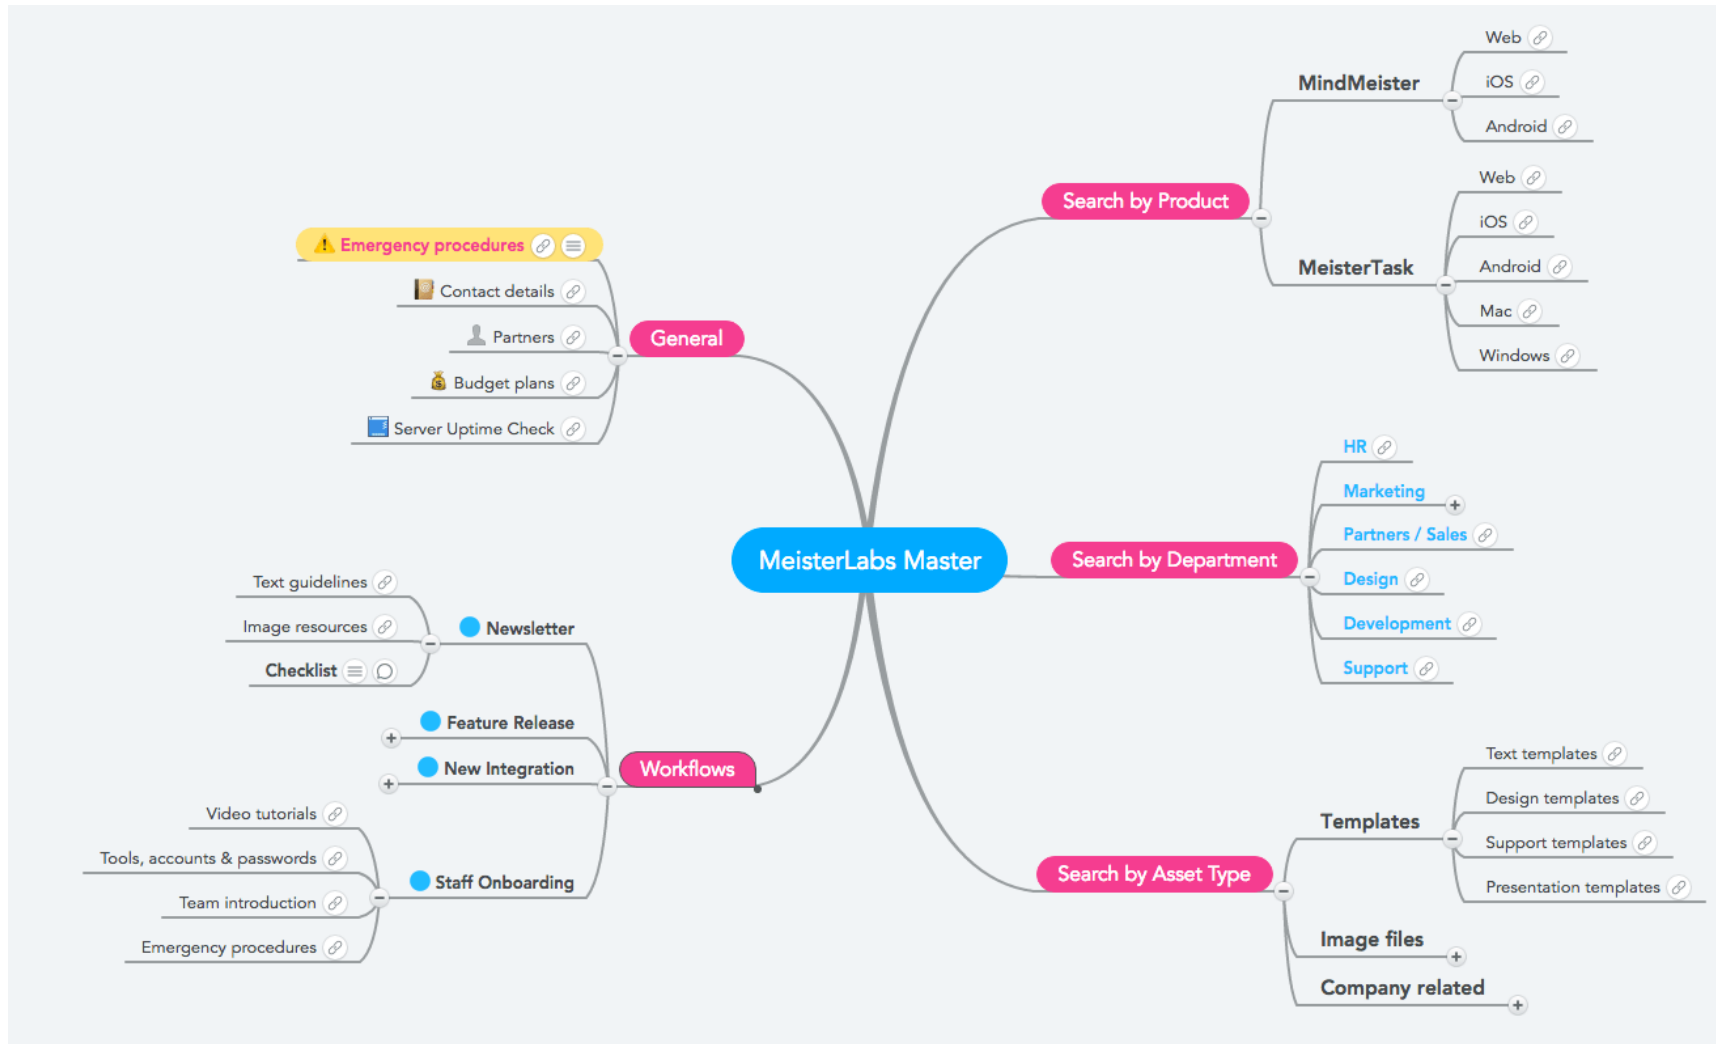 MeisterLabs Master
Search by Product
MindMeister
Web
iOS
Android
MeisterTask
Web
iOS
Android
Mac
Windows
Search by Department
HR
Marketing
Partners / Sales
Design
Development
Support
Search by Asset Type
Templates
Text templates
Design templates
Support templates
Presentation templates
Image files
Company related
General
Emergency procedures
Contact details
Partners
Budget plans
Server Uptime Check
Workflows
Newsletter
Text guidelines
Image resources
Checklist
Feature Release
New Integration
Staff Onboarding
Video tutorials
Tools, accounts & passwords
Team introduction
Emergency procedures